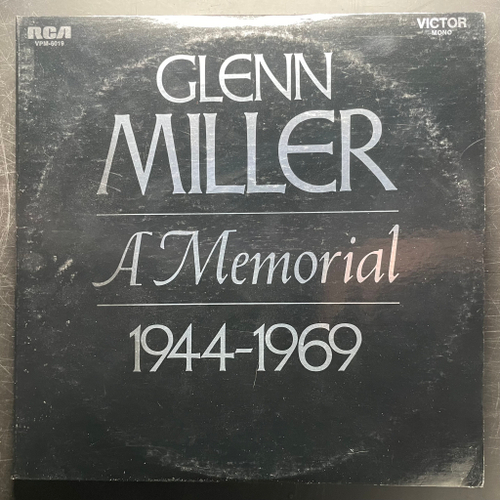 RCA
VPM-6019
VICTOR
MONO
GLENN
MILLER
A Memorial
1944-1969